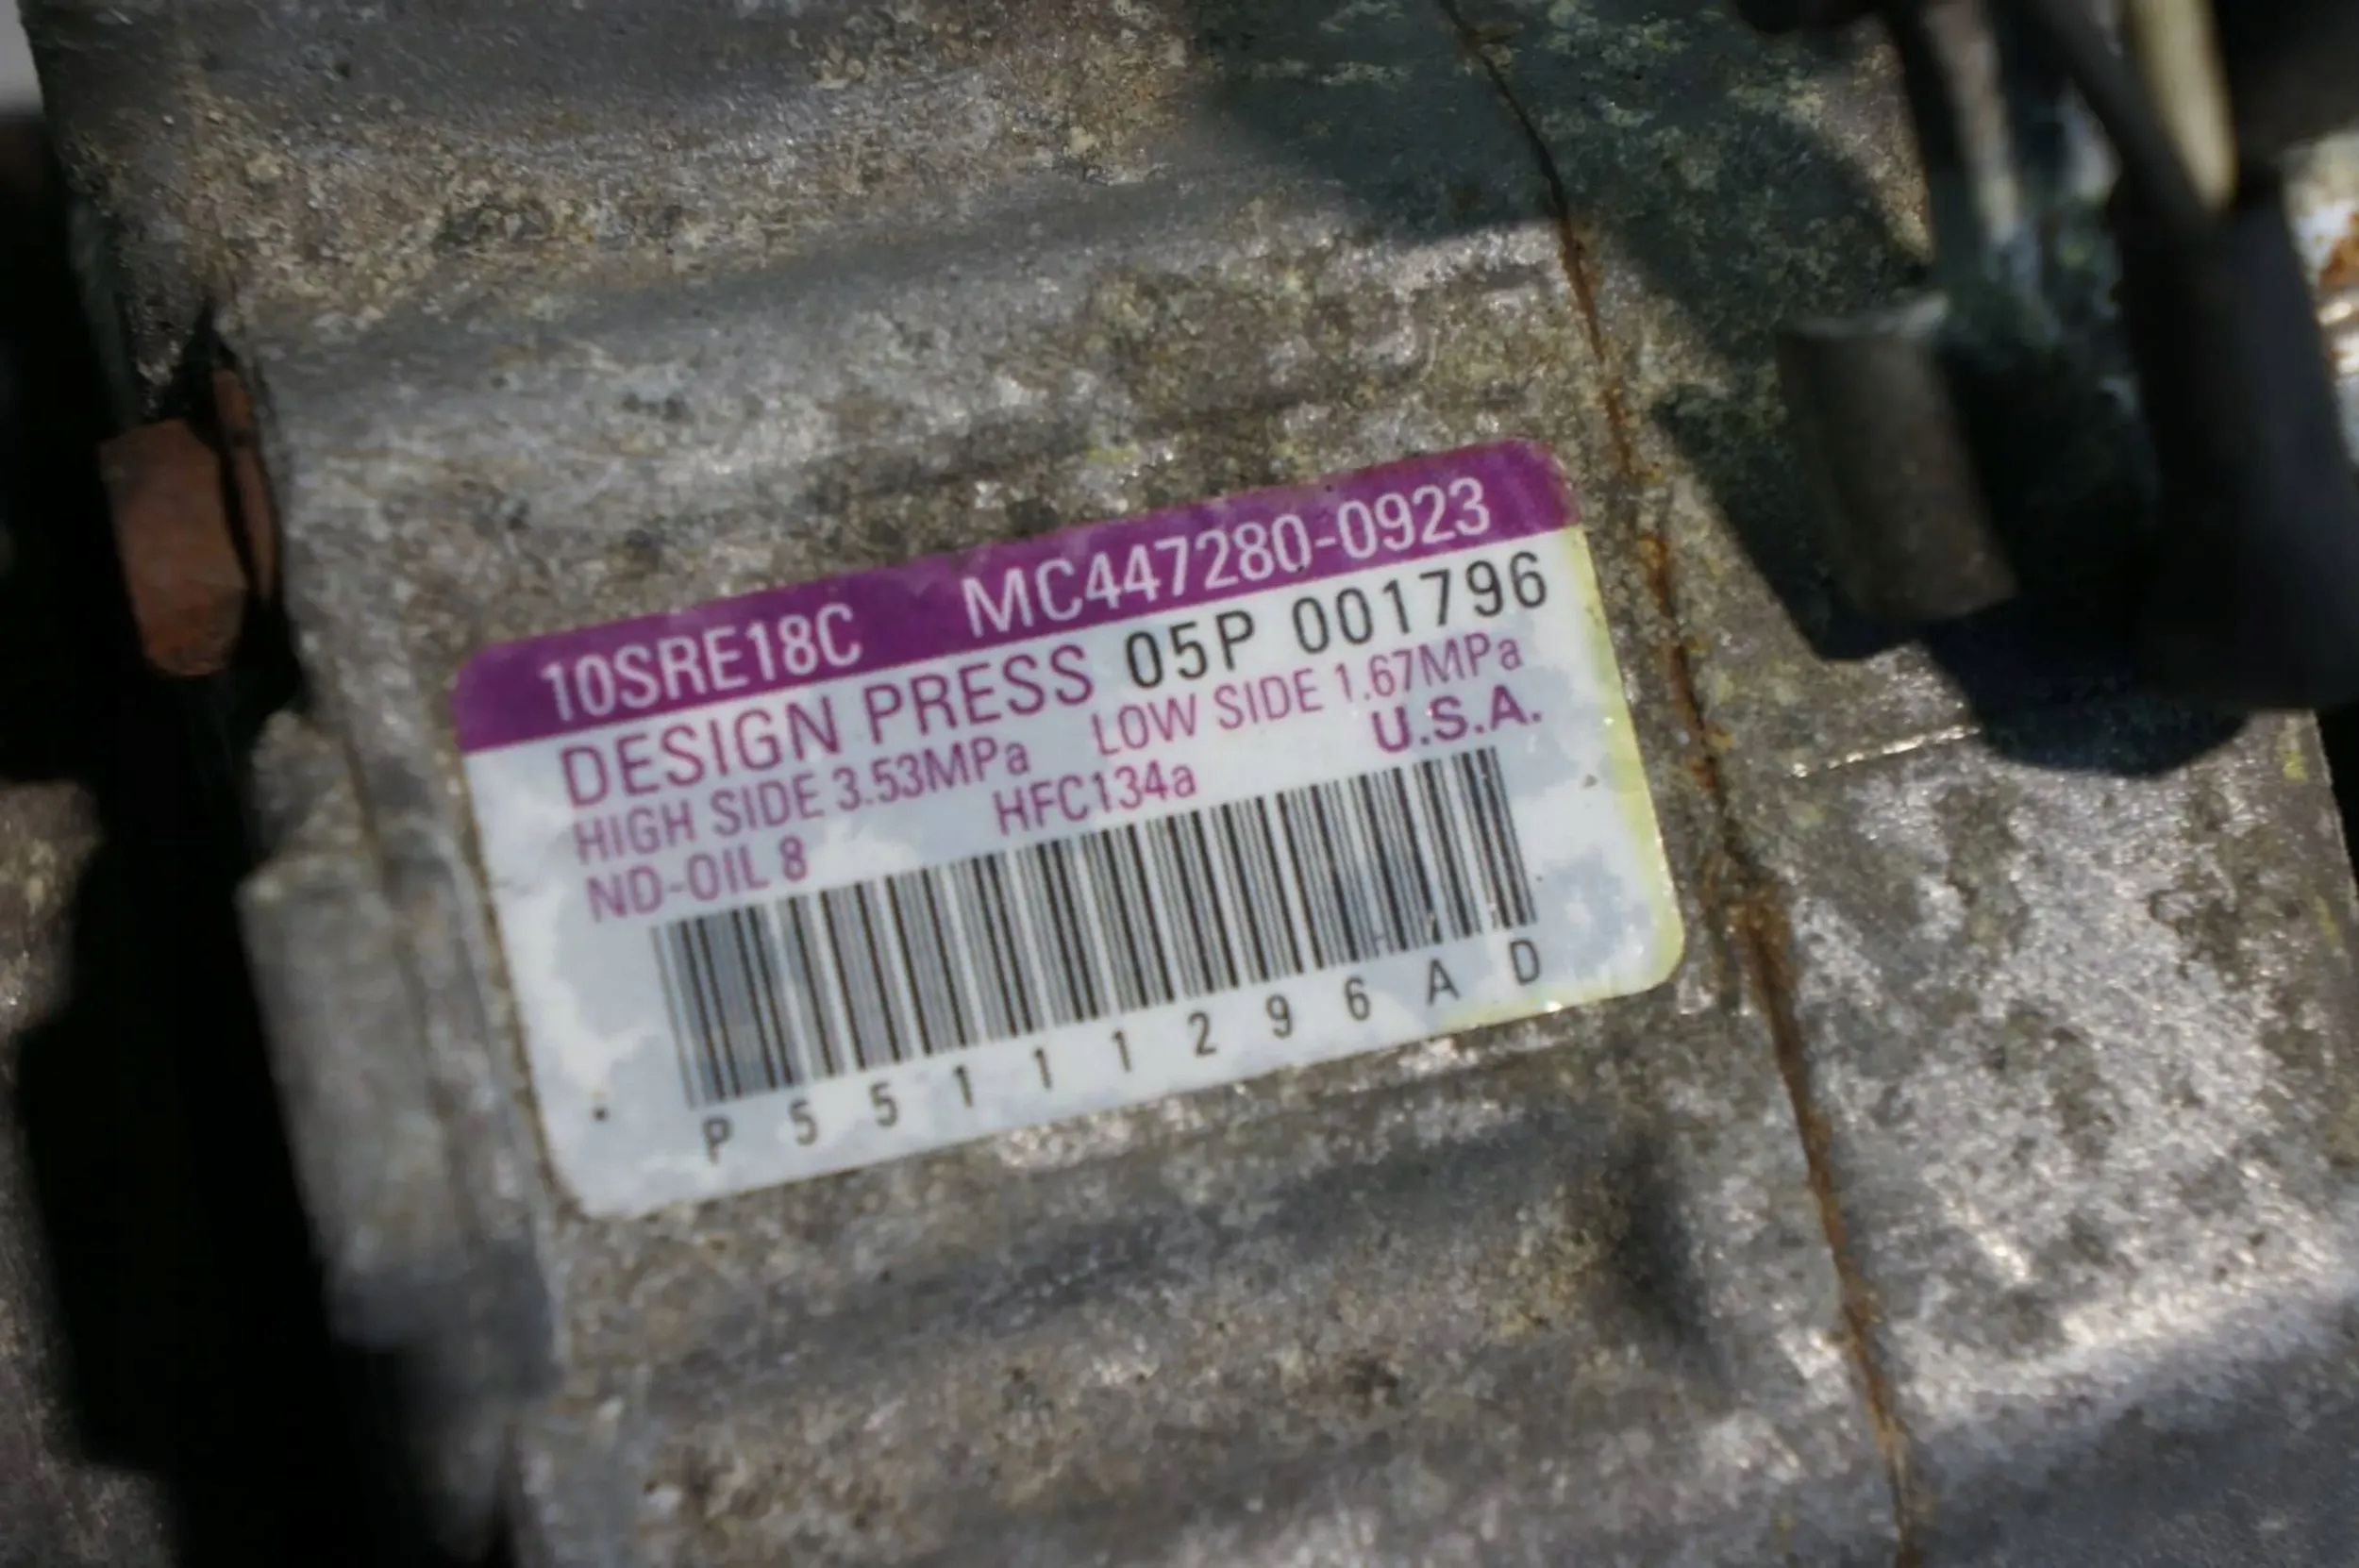 10SRE18C MC447280-0923
DESIGN PRESS 05P 001796
HIGH SIDE 3.53MPa LOW SIDE 1.67MPa
ND-OIL 8 HFC134a U.S.A.
P55111296AD